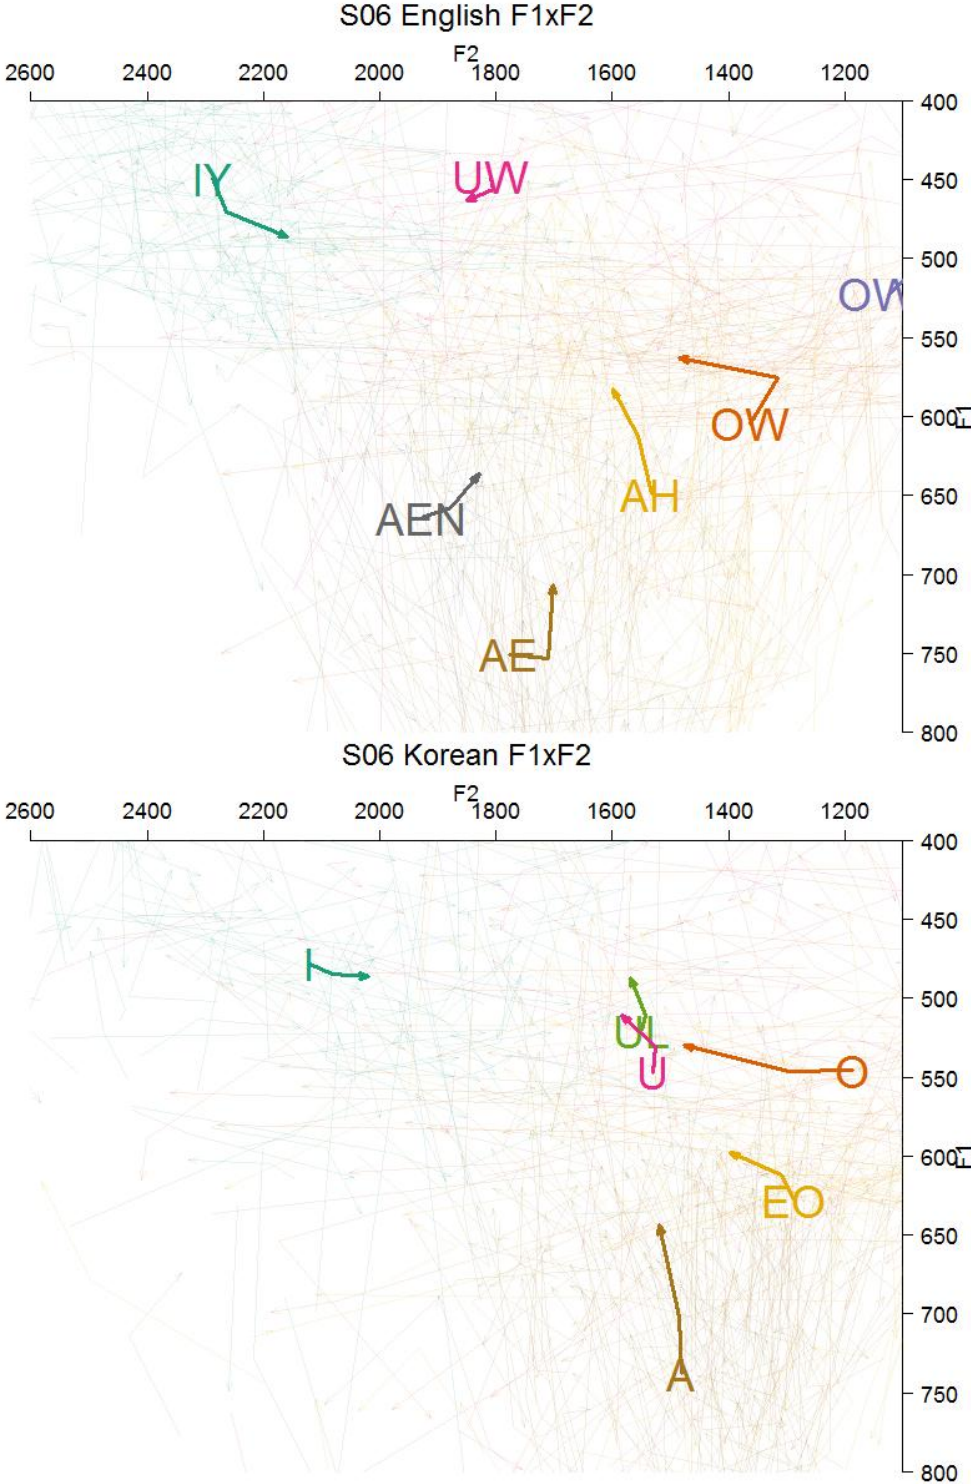 S06 English F1xF2
F2
2600 2400 2200 2000 1800 1600 1400 1200
400
IY
UW
450
500
OW
550
OW
600
F1
AH
650
AEN
700
AE
750
800
S06 Korean F1xF2
F2
2600 2400 2200 2000 1800 1600 1400 1200
400
450
I
500
UL
U
O
550
600
F1
EO
650
700
A
750
800